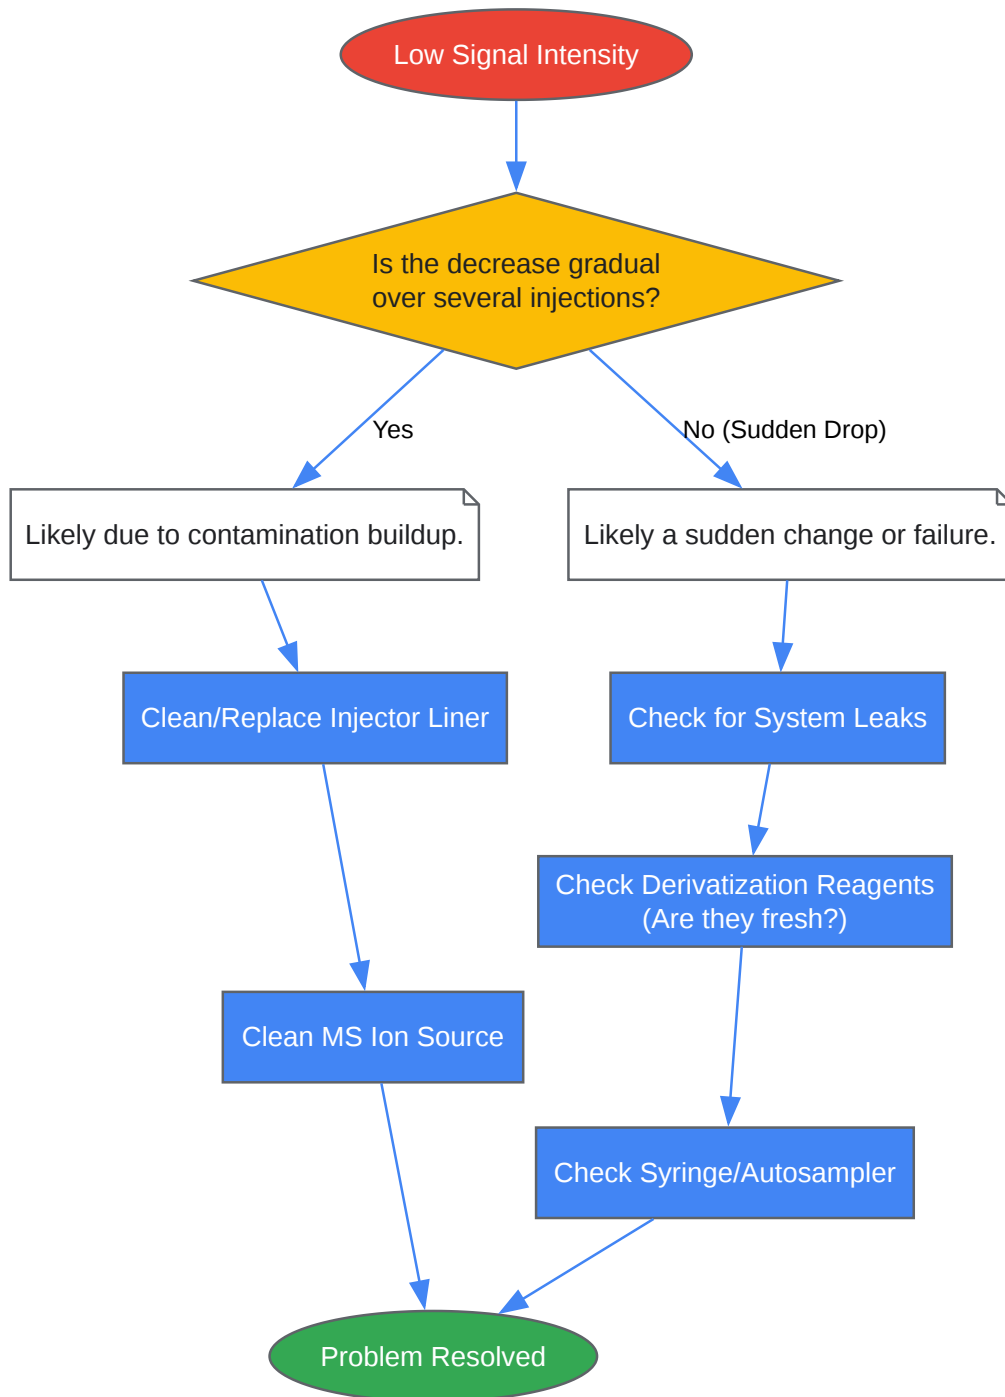 Low Signal Intensity
Is the decrease gradual
over several injections?
Yes
No (Sudden Drop)
Likely due to contamination buildup.
Likely a sudden change or failure.
Clean/Replace Injector Liner
Check for System Leaks
Check Derivatization Reagents
(Are they fresh?)
Clean MS Ion Source
Check Syringe/Autosampler
Problem Resolved